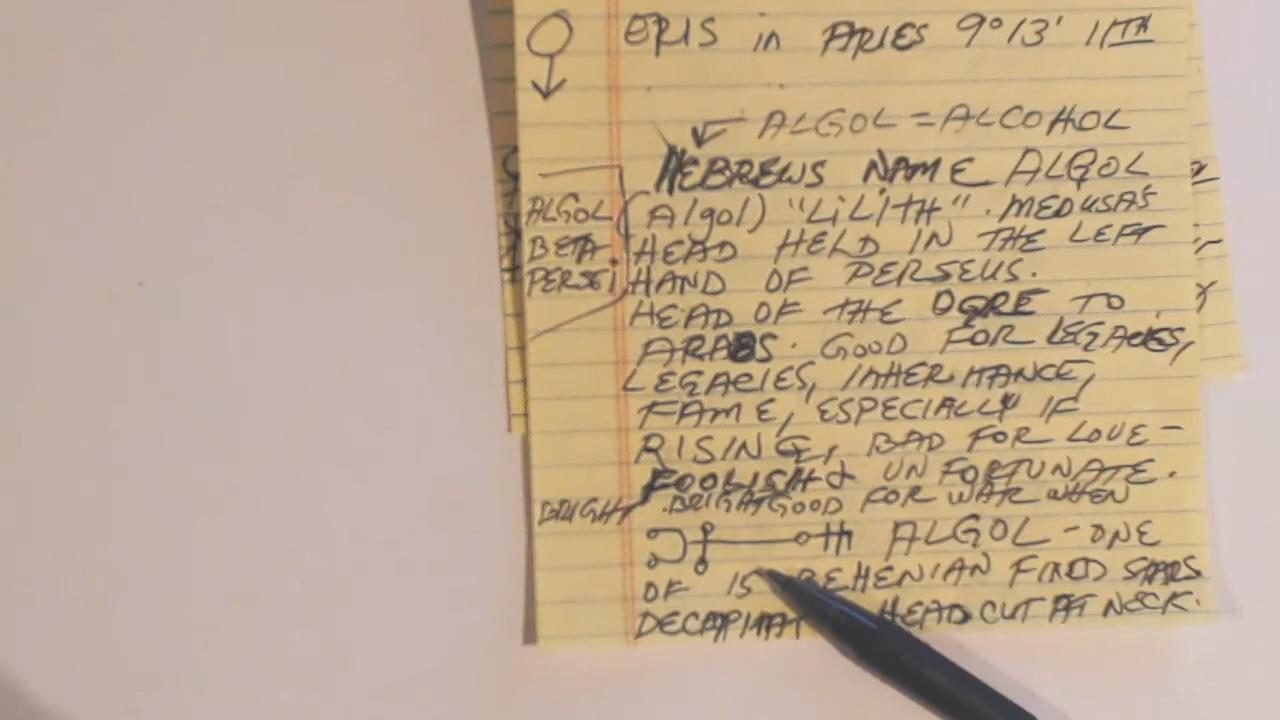 ERIS in ARIES 9°13' 11TH
ALGOL = ALCOHOL
HEBREWS NAME ALGOL
ALGOL (Algol) "LiLiTH". MEDUSA'S
BETA HEAD HELD IN THE LEFT
PERSEi HAND OF PERSEUS.
HEAD OF THE OGRE TO
ARABS. GOOD FOR LEGACIES,
LEGACIES, INHERITANCE,
FAME, ESPECIALLY IF
RISING, BAD FOR LOVE-
FOOLISH & UNFORTUNATE.
BRIGHT . BRIGHT GOOD FOR WAR WHEN
ALGOL - ONE
OF 15 BEHENIAN FIXED STARS
HEAD CUT AT NECK.